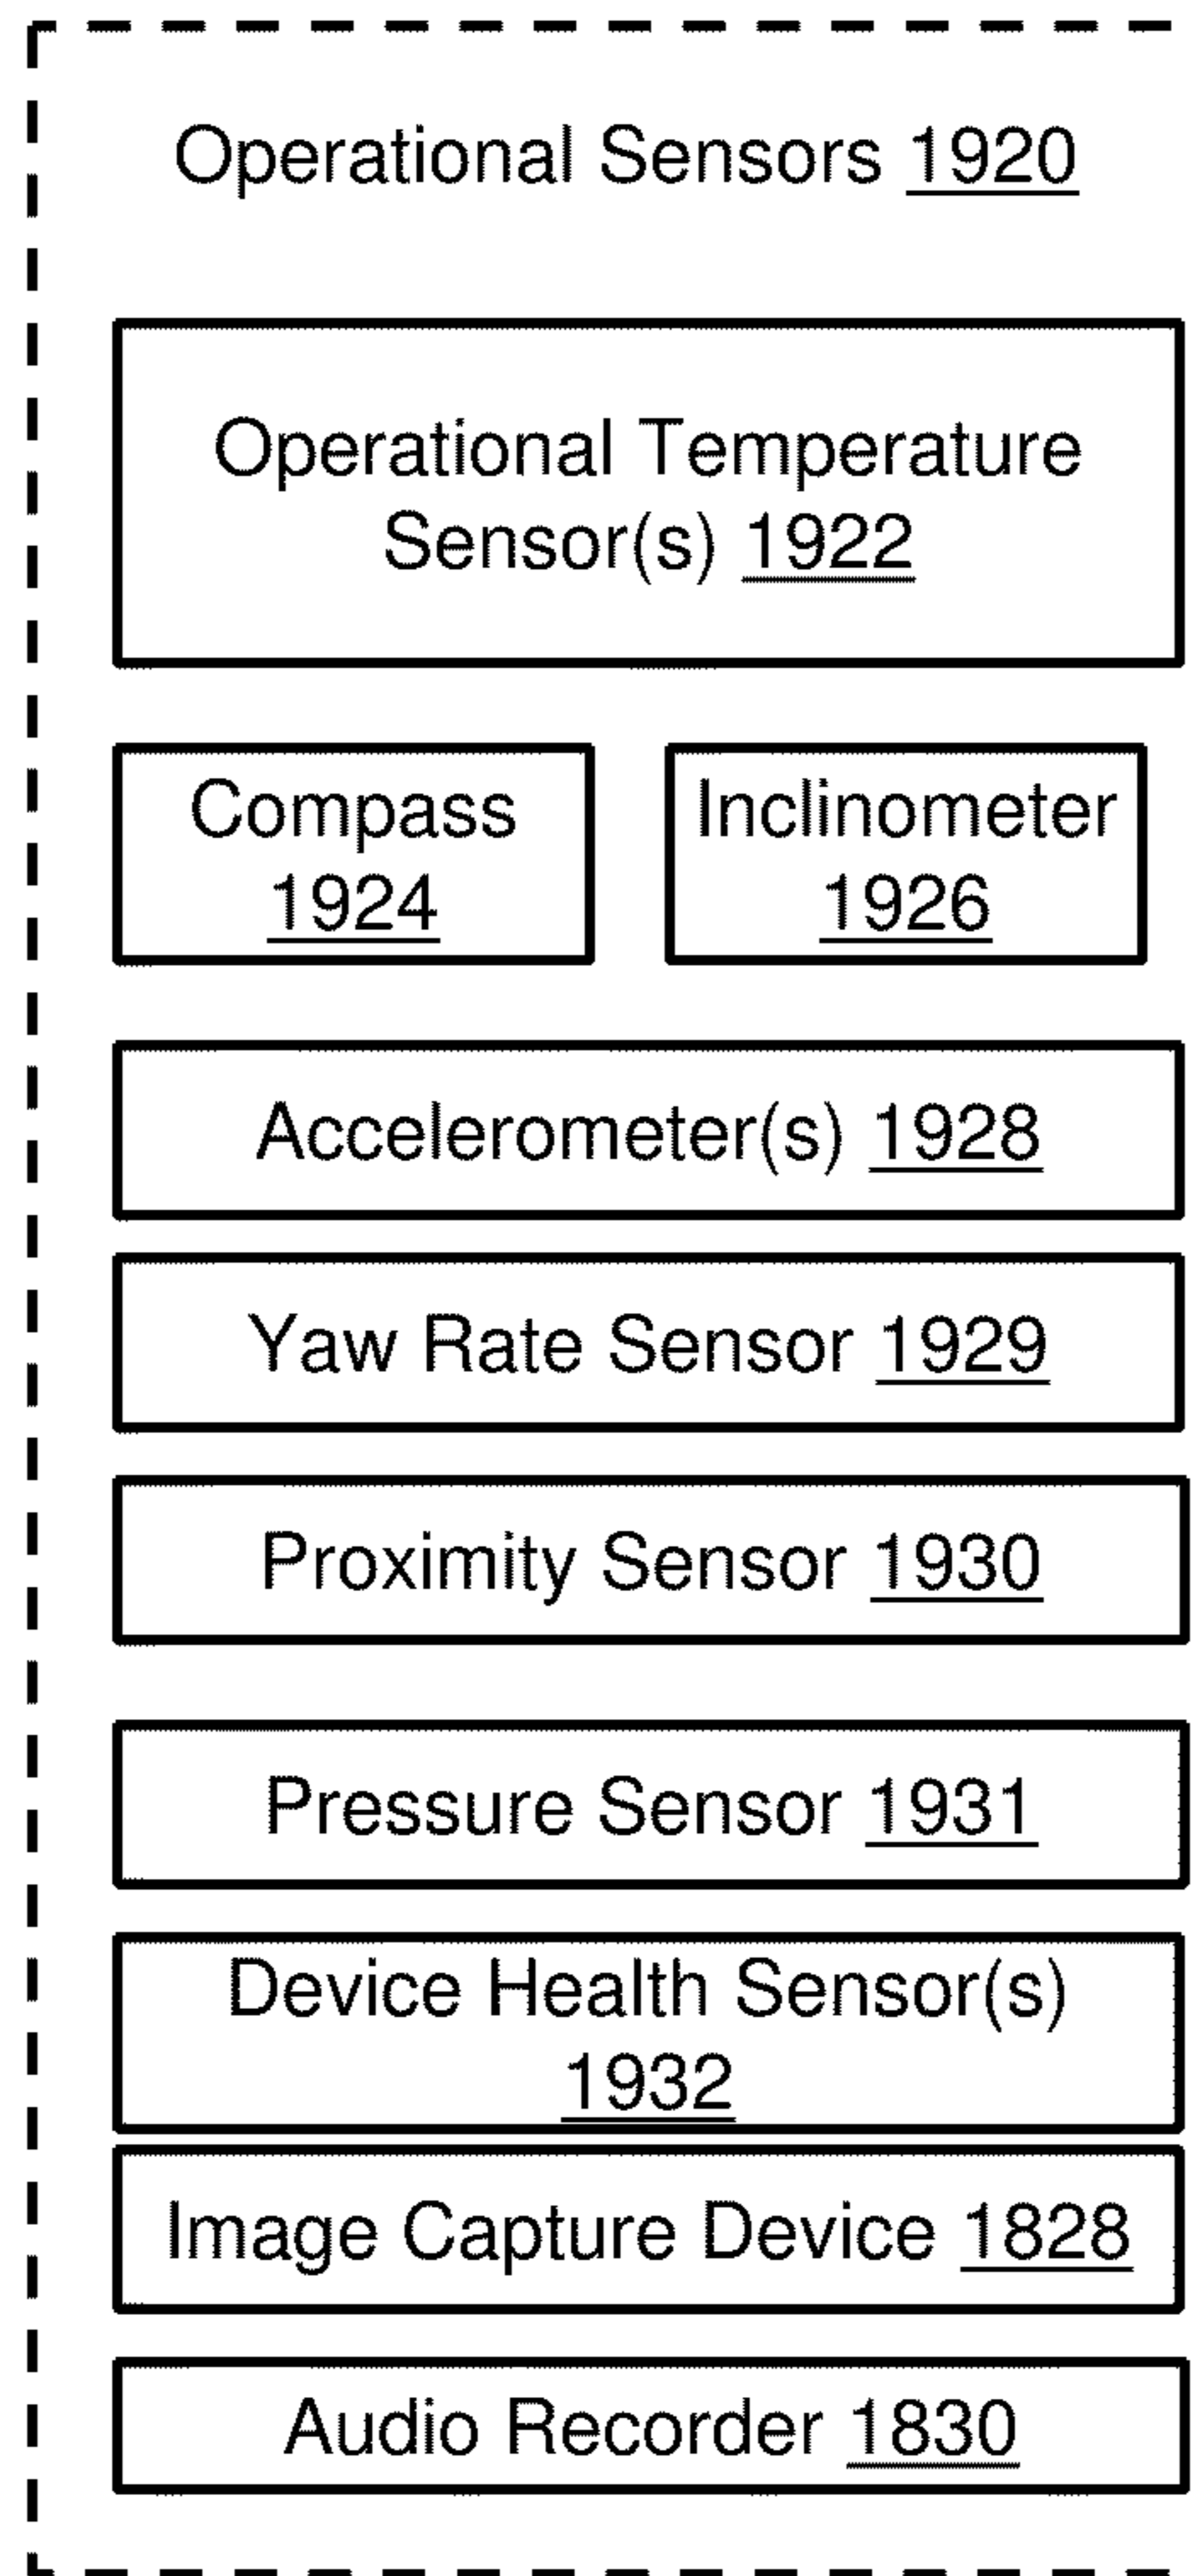 Operational Sensors 1920
Operational Temperature
Sensor(s) 1922
Compass
1924
Inclinometer
1926
Accelerometer(s) 1928
Yaw Rate Sensor 1929
Proximity Sensor 1930
Pressure Sensor 1931
Device Health Sensor(s)
1932
Image Capture Device 1828
Audio Recorder 1830